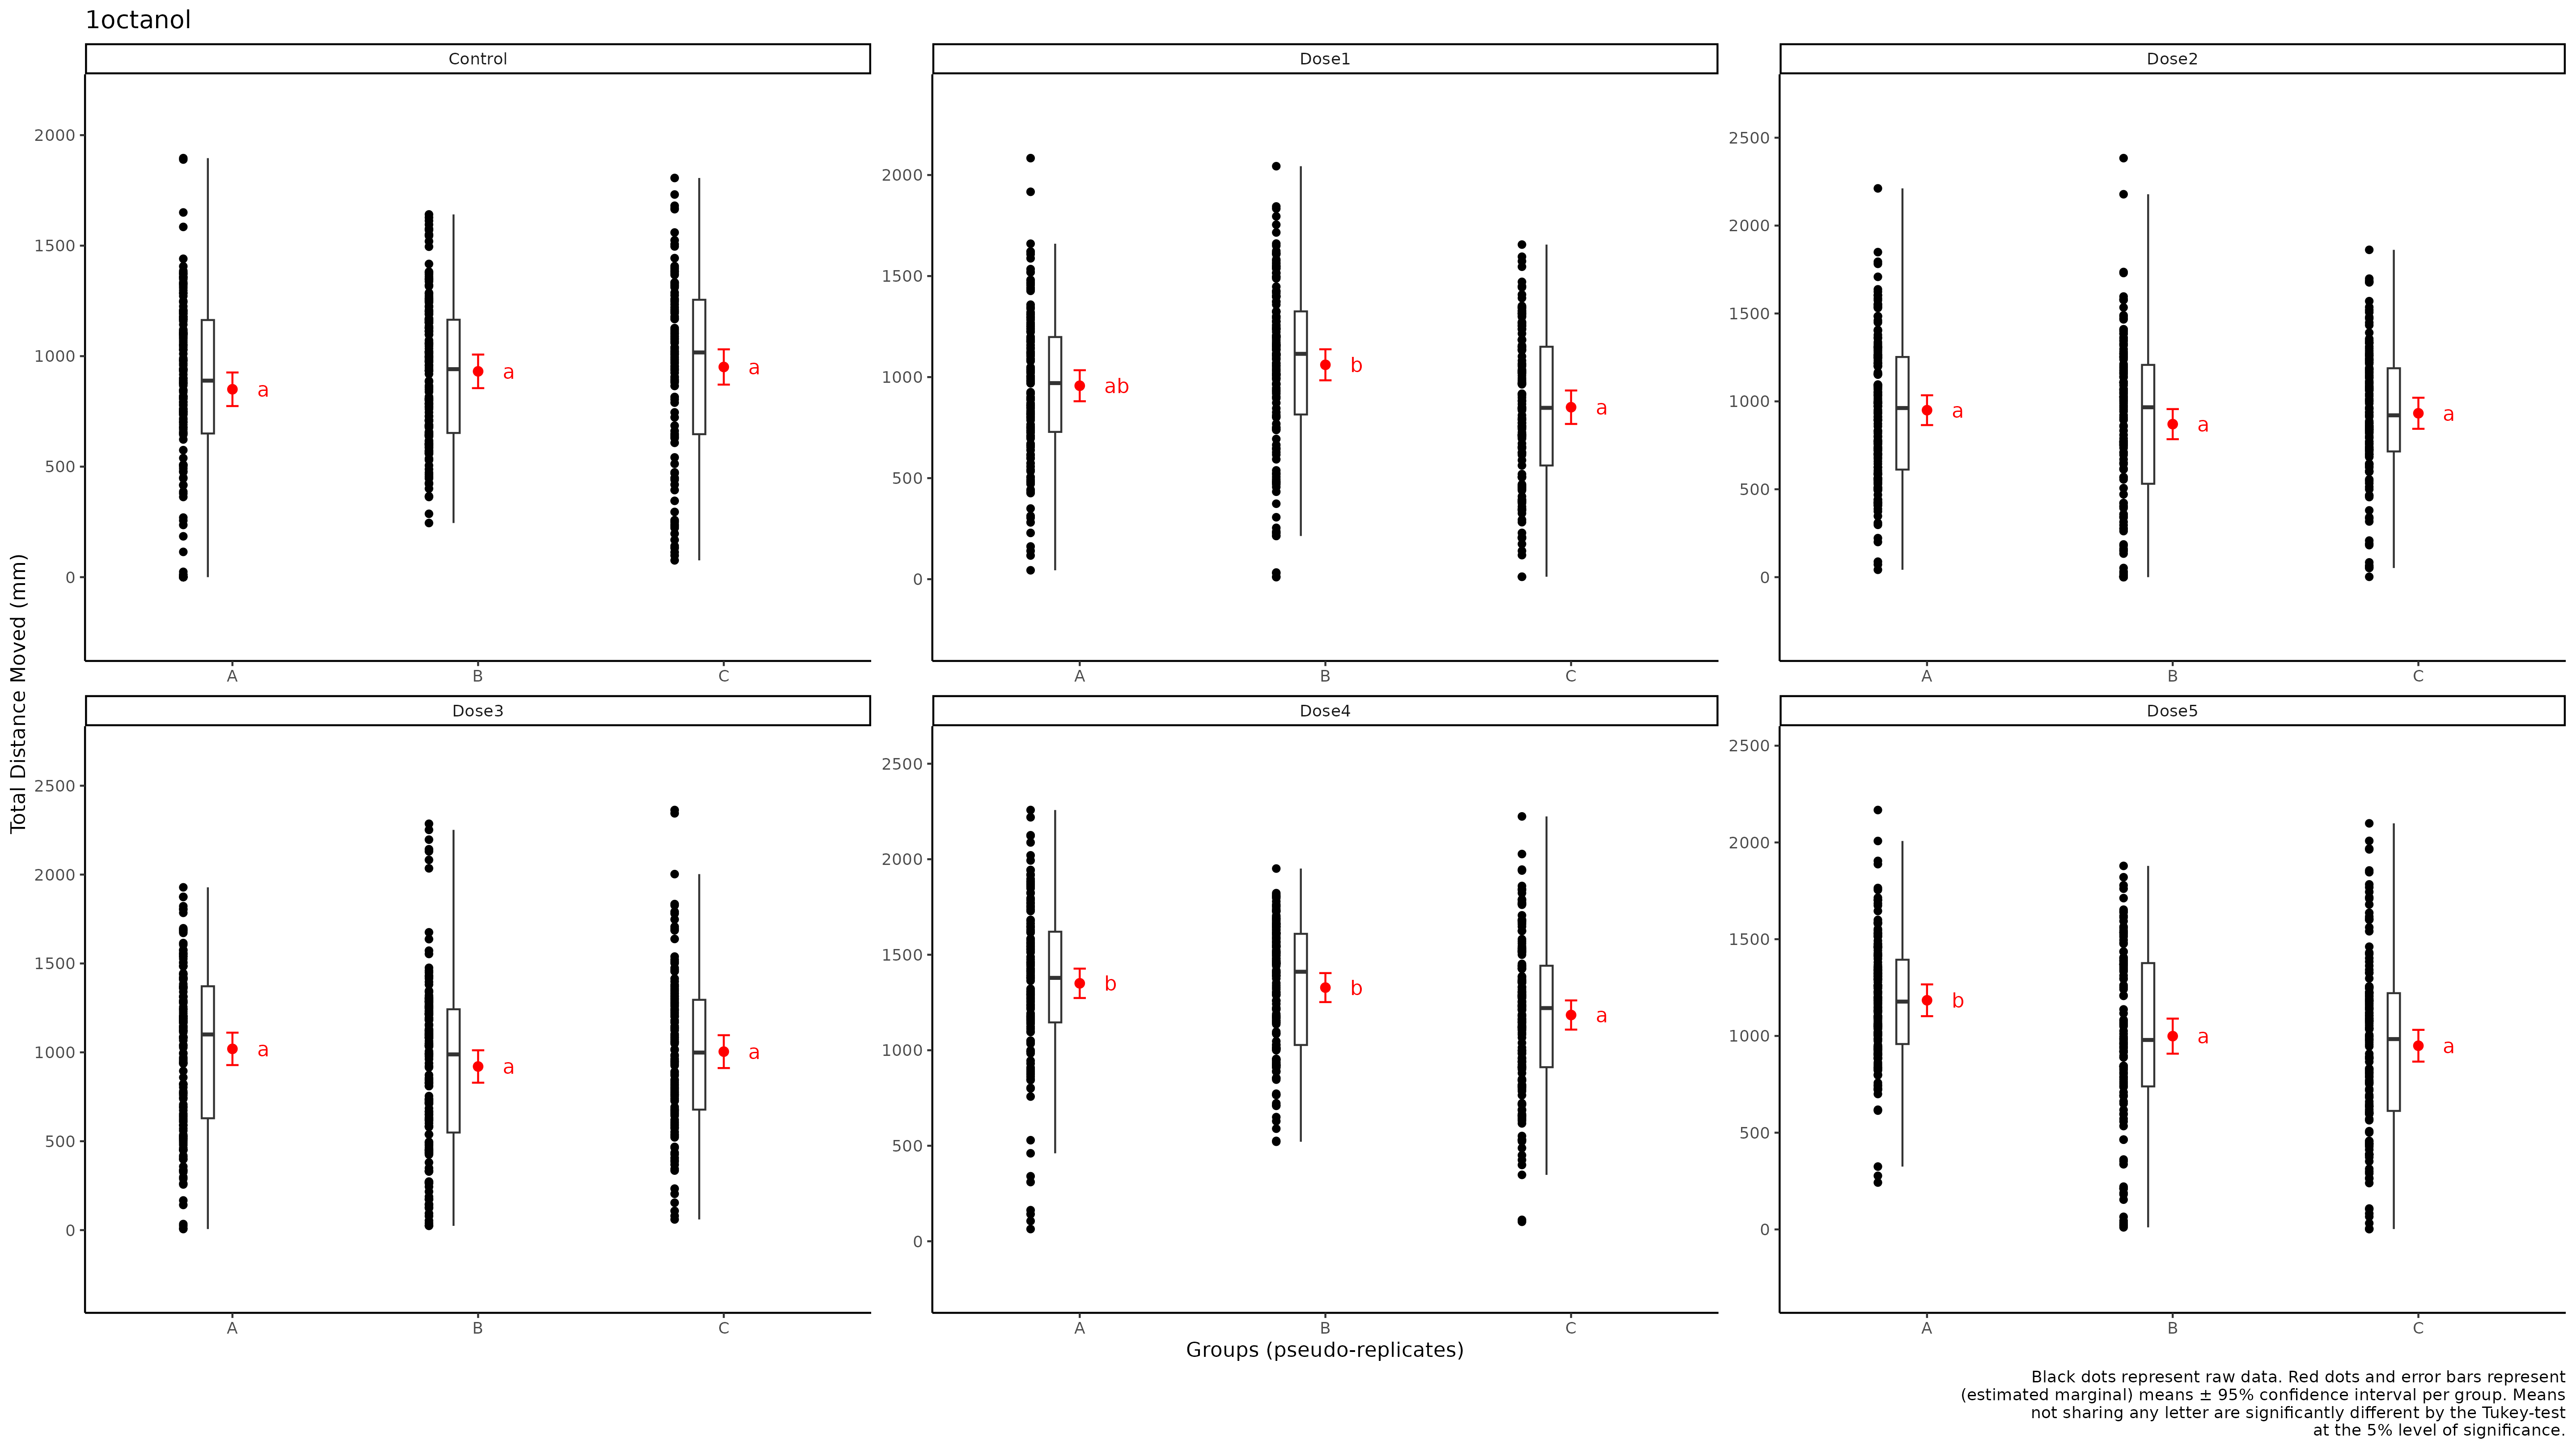 1octanol
Control
Dose1
Dose2
Total Distance Moved (mm)
2000
1500
1000
500
0
a
a
a
A
B
C
2000
1500
1000
500
0
ab
b
a
A
B
C
2500
2000
1500
1000
500
0
a
a
a
A
B
C
Dose3
Dose4
Dose5
2500
2000
1500
1000
500
0
a
a
a
A
B
C
2500
2000
1500
1000
500
0
b
b
a
A
B
C
2500
2000
1500
1000
500
0
b
a
a
A
B
C
Groups (pseudo-replicates)
Black dots represent raw data. Red dots and error bars represent
(estimated marginal) means ± 95% confidence interval per group. Means
not sharing any letter are significantly different by the Tukey-test
at the 5% level of significance.